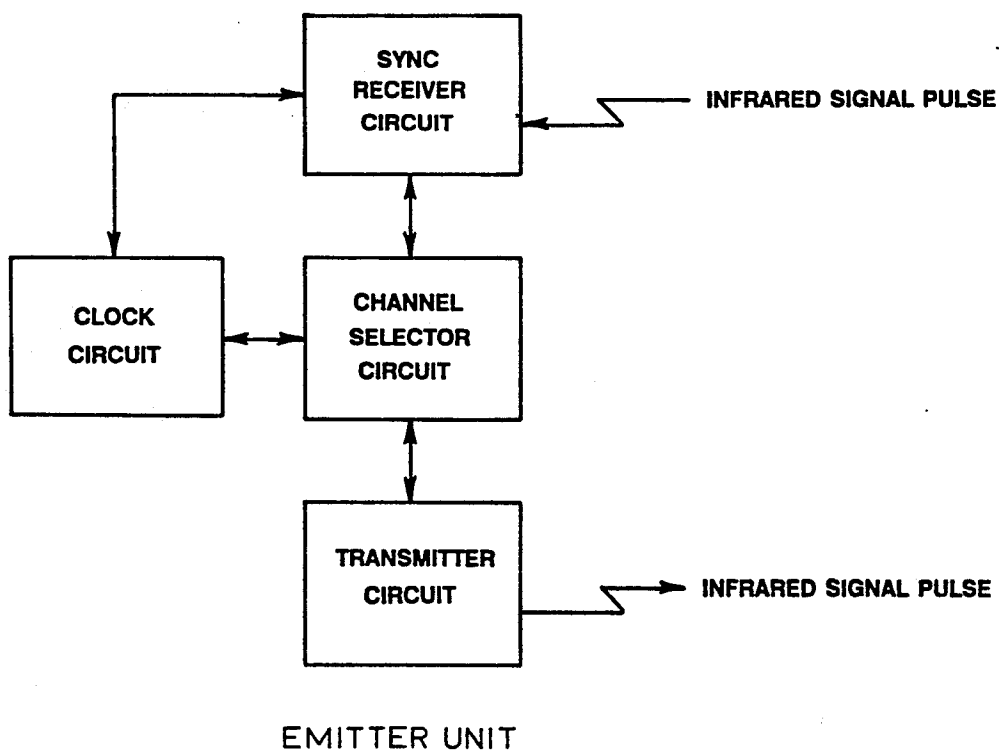 SYNC
RECEIVER
CIRCUIT
INFRARED SIGNAL PULSE
CLOCK
CIRCUIT
CHANNEL
SELECTOR
CIRCUIT
TRANSMITTER
CIRCUIT
INFRARED SIGNAL PULSE
EMITTER UNIT